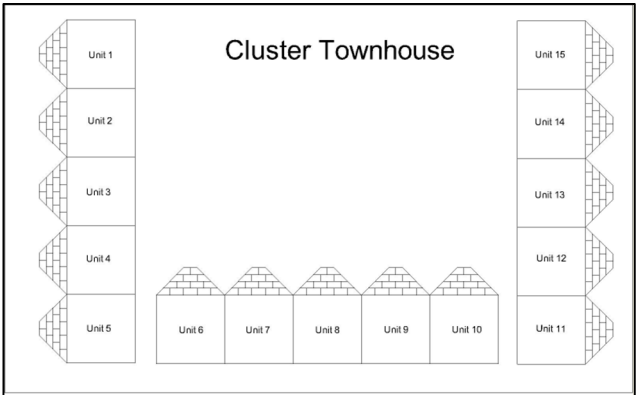 Cluster Townhouse
Unit 1
Unit 2
Unit 3
Unit 4
Unit 5
Unit 6
Unit 7
Unit 8
Unit 9
Unit 10
Unit 11
Unit 12
Unit 13
Unit 14
Unit 15